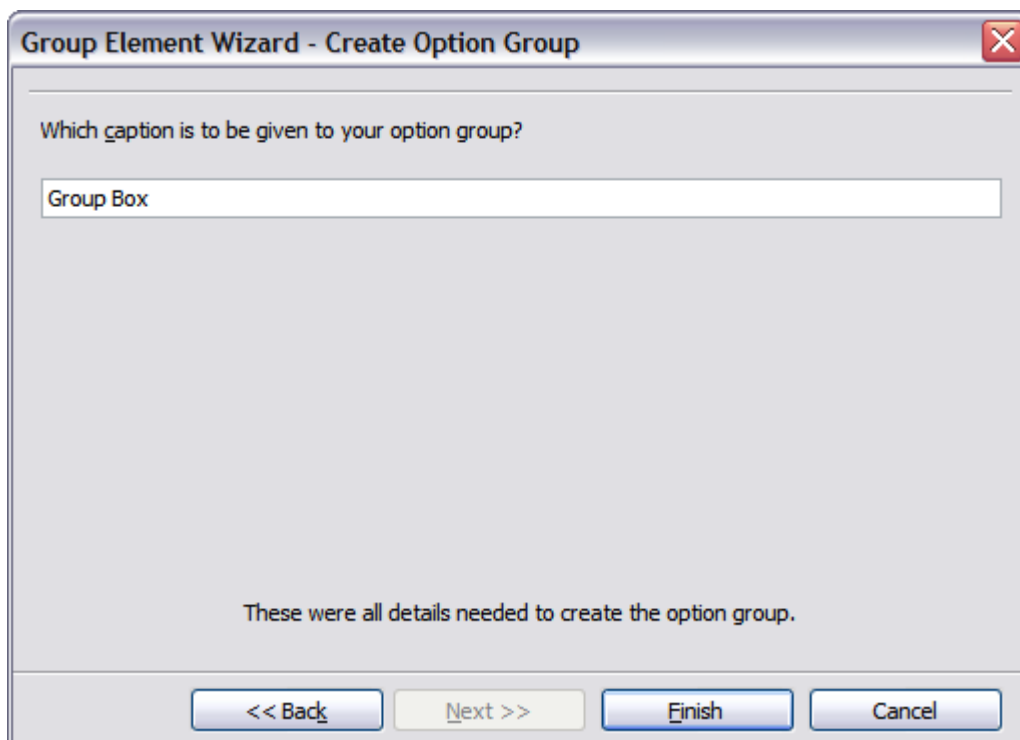 Group Element Wizard - Create Option Group
Which caption is to be given to your option group?
Group Box
These were all details needed to create the option group.
<< Back
Next >>
Finish
Cancel